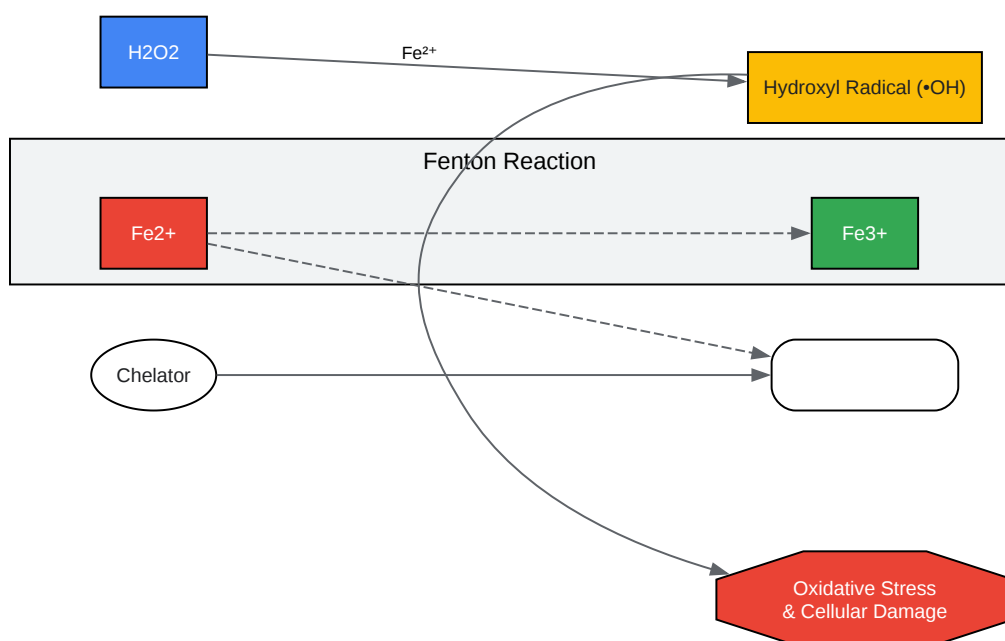 H2O2
Fe²⁺
Hydroxyl Radical (•OH)
Fenton Reaction
Fe2+
Fe3+
Chelator
Oxidative Stress
& Cellular Damage